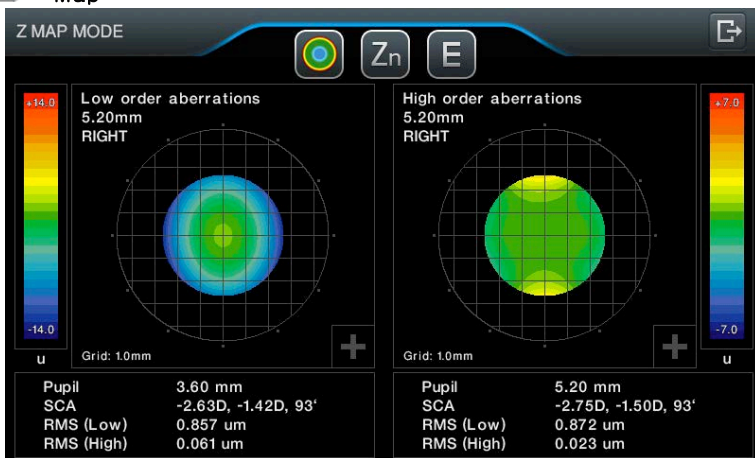 Map
Z MAP MODE
Zn
E
+14.0
Low order aberrations
5.20mm
RIGHT
Grid: 1.0mm
-14.0
u
High order aberrations
5.20mm
RIGHT
Grid: 1.0mm
+7.0
-7.0
u
Pupil 3.60 mm
SCA -2.63D, -1.42D, 93‘
RMS (Low) 0.857 um
RMS (High) 0.061 um
Pupil 5.20 mm
SCA -2.75D, -1.50D, 93‘
RMS (Low) 0.872 um
RMS (High) 0.023 um